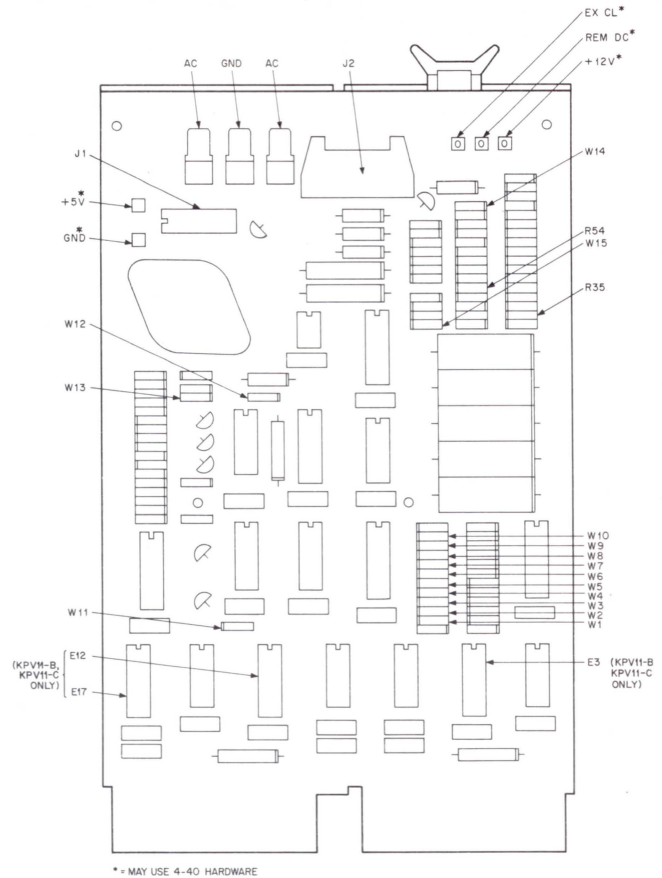 EX CL*
REM DC*
+12V*
AC GND AC J2
J1
W14
+5V*
GND*
R54
W15
R35
W12
W13
W10
W9
W8
W7
W6
W5
W4
W3
W2
W1
W11
E12
(KPV11-B,
KPV11-C
ONLY)
E17
E3 (KPV11-B
KPV11-C
ONLY)
* = MAY USE 4-40 HARDWARE